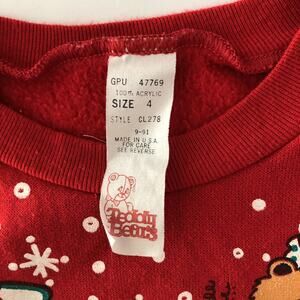 GPU 47769
100% ACRYLIC
SIZE 4
STYLE CL278
9-91
MADE IN U.S.A.
FOR CARE
SEE REVERSE
Teddy
Bears